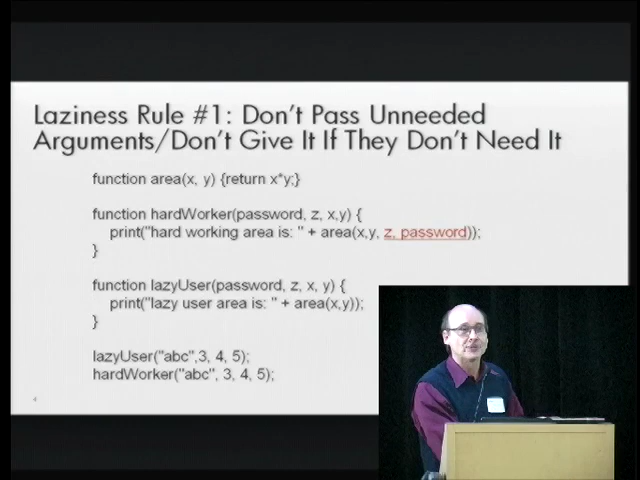 Laziness Rule #1: Don't Pass Unneeded
Arguments/Don't Give It If They Don't Need It
function area(x, y) {return x*y;}
function hardWorker(password, z, x,y) {
print("hard working area is: " + area(x,y, z, password));
}
function lazyUser(password, z, x, y) {
print("lazy user area is: " + area(x,y));
}
lazyUser("abc",3, 4, 5);
hardWorker("abc", 3, 4, 5);
4